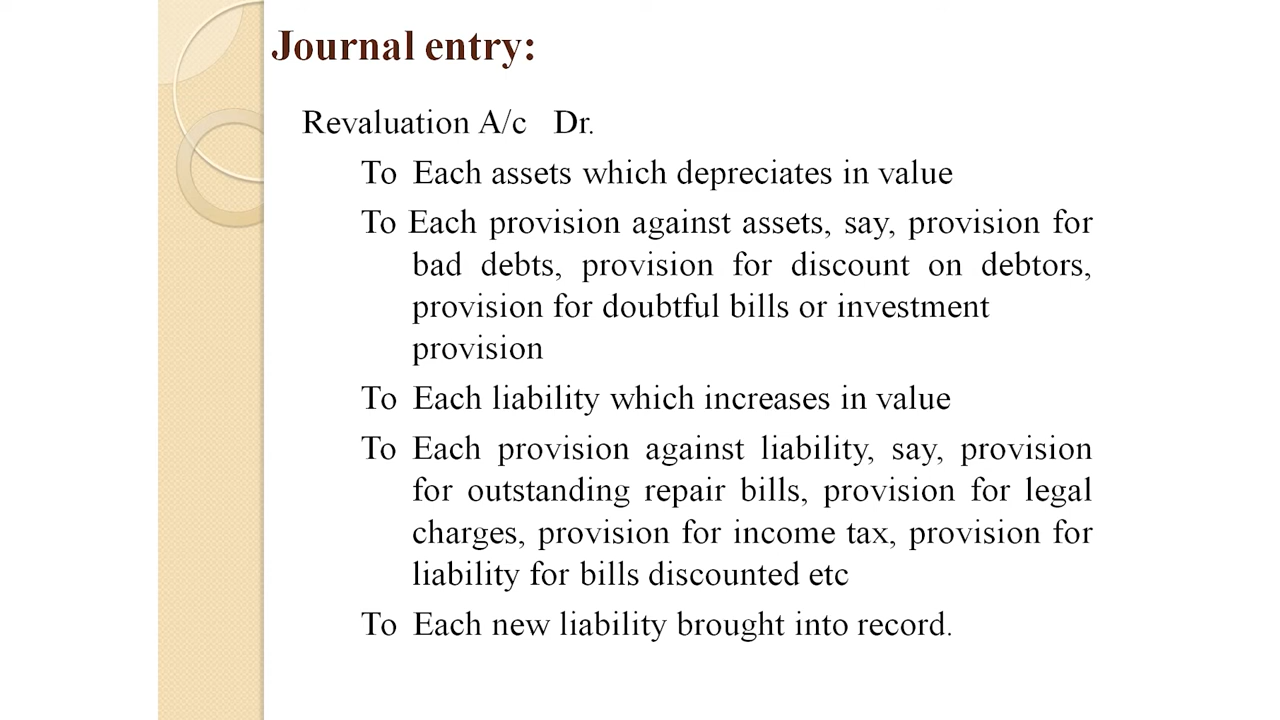 Journal entry:
Revaluation A/c Dr.
To Each assets which depreciates in value
To Each provision against assets, say, provision for
bad debts, provision for discount on debtors,
provision for doubtful bills or investment
provision
To Each liability which increases in value
To Each provision against liability, say, provision
for outstanding repair bills, provision for legal
charges, provision for income tax, provision for
liability for bills discounted etc
To Each new liability brought into record.